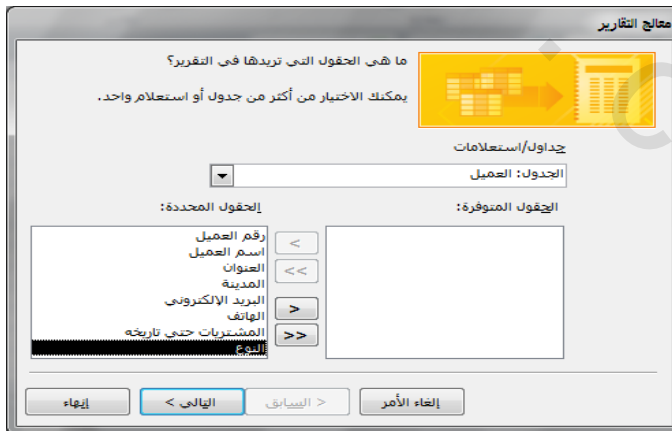 معالج التقارير
ما هي الحقول التي تريدها في التقرير؟
يمكنك الاختيار من أكثر من جدول أو استعلام واحد.
جداول/استعلامات
الجدول: العميل
الحقول المتوفرة:
الحقول المحددة:
رقم العميل
اسم العميل
العنوان
المدينة
البريد الإلكتروني
الهاتف
المشتريات حتى تاريخه
النوع
>
>>
<
<<
إلغاء الأمر
< السابق
التالي >
إنهاء